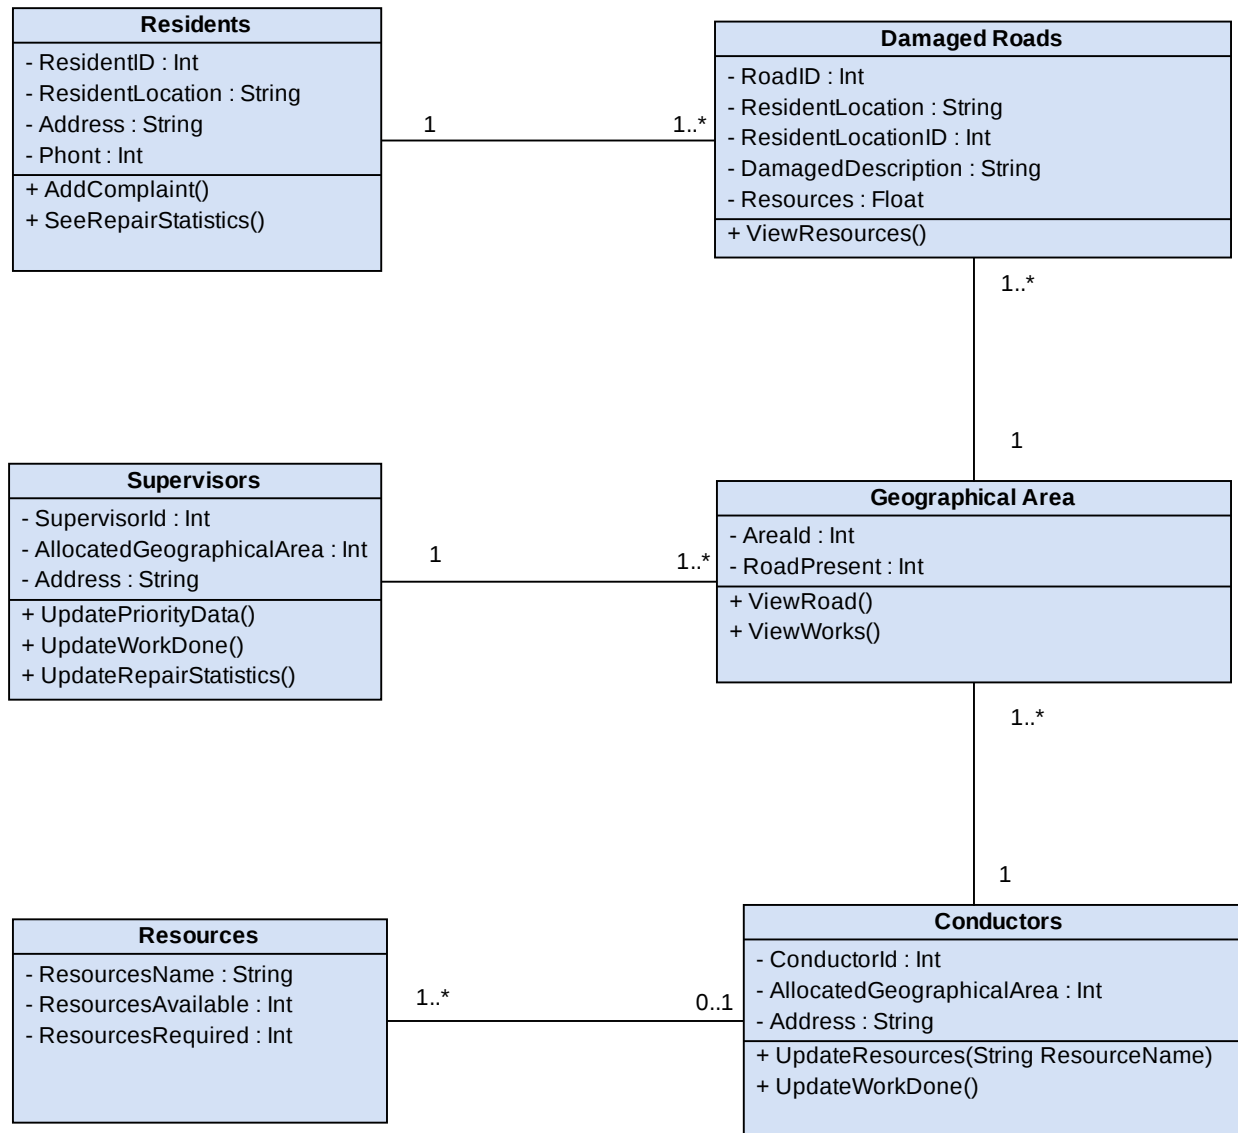 Residents
- ResidentID : Int
- ResidentLocation : String
- Address : String
- Phont : Int
+ AddComplaint()
+ SeeRepairStatistics()
1
1..*
Damaged Roads
- RoadID : Int
- ResidentLocation : String
- ResidentLocationID : Int
- DamagedDescription : String
- Resources : Float
+ ViewResources()
1..*
1
Supervisors
- SupervisorId : Int
- AllocatedGeographicalArea : Int
- Address : String
+ UpdatePriorityData()
+ UpdateWorkDone()
+ UpdateRepairStatistics()
1
1..*
Geographical Area
- AreaId : Int
- RoadPresent : Int
+ ViewRoad()
+ ViewWorks()
1..*
1
Resources
- ResourcesName : String
- ResourcesAvailable : Int
- ResourcesRequired : Int
1..*
0..1
Conductors
- ConductorId : Int
- AllocatedGeographicalArea : Int
- Address : String
+ UpdateResources(String ResourceName)
+ UpdateWorkDone()